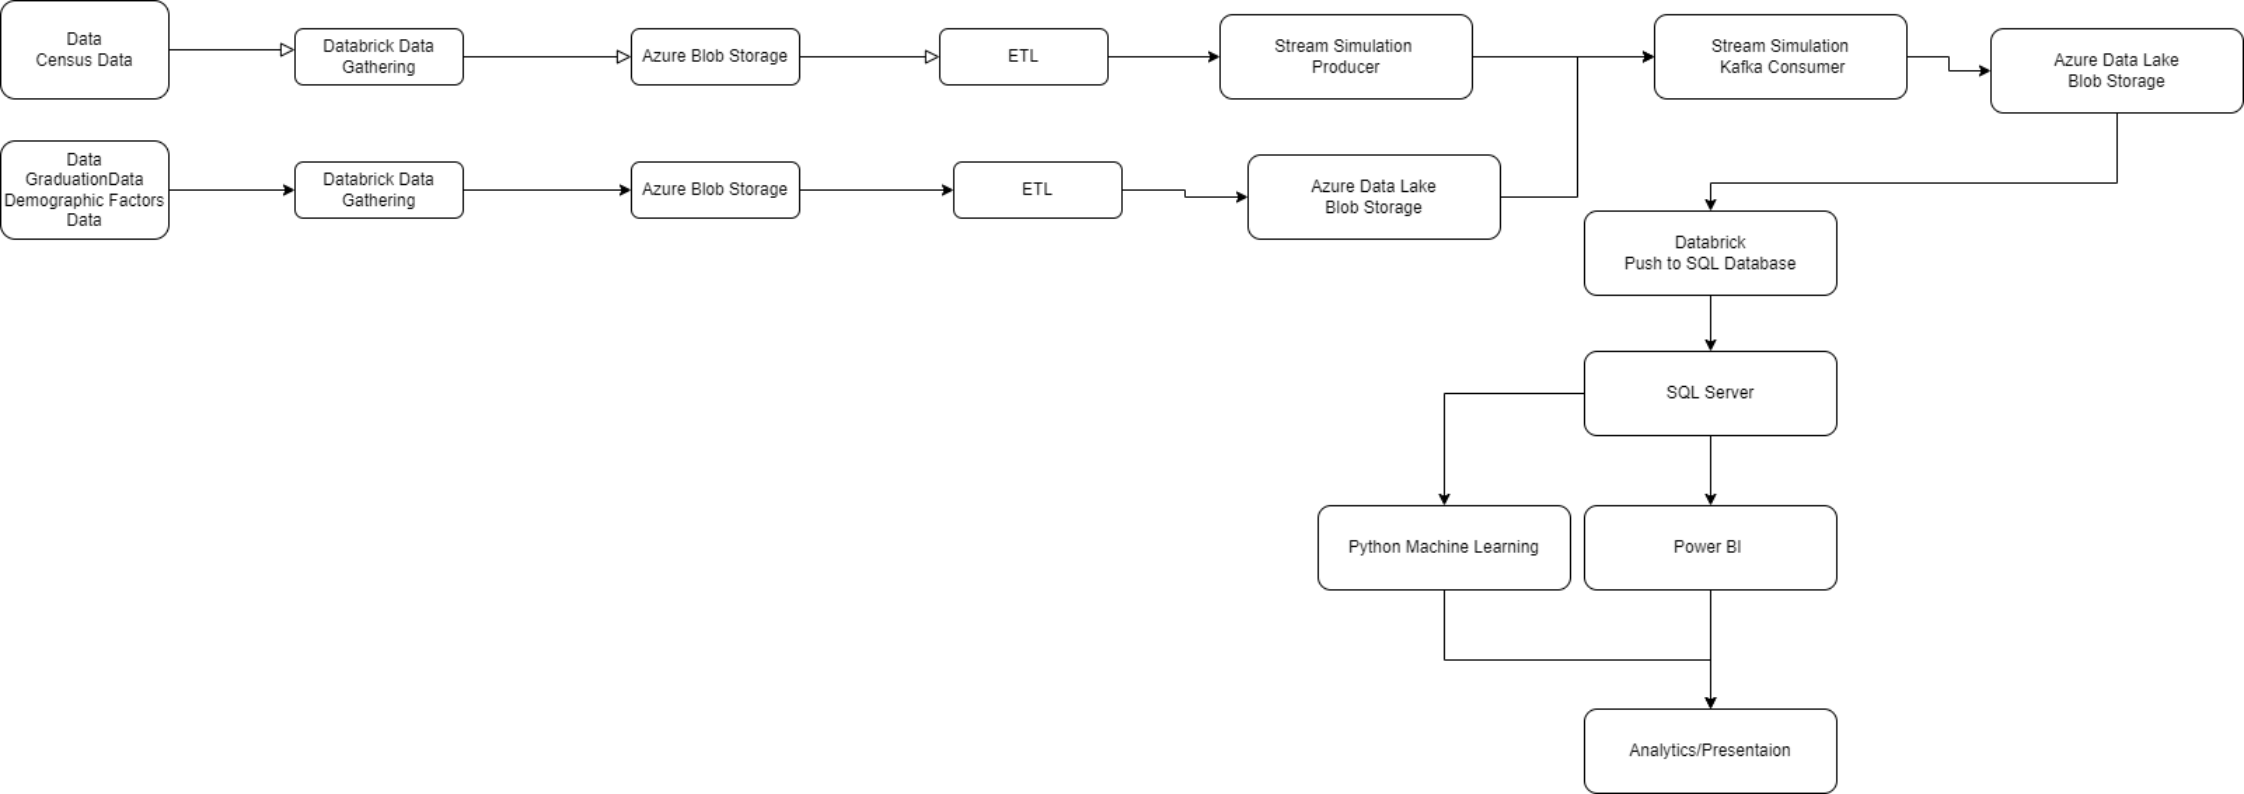 Data
Census Data
Databrick Data
Gathering
Azure Blob Storage
ETL
Stream Simulation
Producer
Stream Simulation
Kafka Consumer
Azure Data Lake
Blob Storage
Data
GraduationData
Demographic Factors
Data
Databrick Data
Gathering
Azure Blob Storage
ETL
Azure Data Lake
Blob Storage
Databrick
Push to SQL Database
SQL Server
Python Machine Learning
Power BI
Analytics/Presentaion